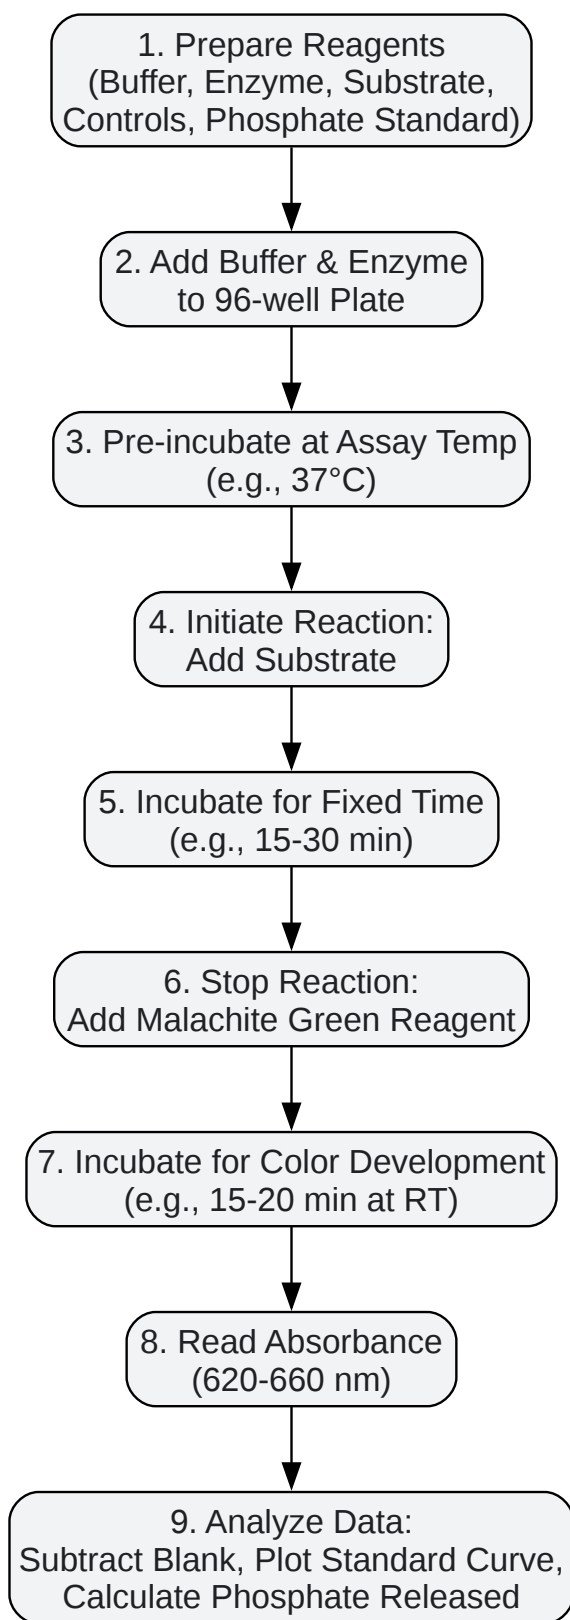 1. Prepare Reagents
(Buffer, Enzyme, Substrate,
Controls, Phosphate Standard)
2. Add Buffer & Enzyme
to 96-well Plate
3. Pre-incubate at Assay Temp
(e.g., 37°C)
4. Initiate Reaction:
Add Substrate
5. Incubate for Fixed Time
(e.g., 15-30 min)
6. Stop Reaction:
Add Malachite Green Reagent
7. Incubate for Color Development
(e.g., 15-20 min at RT)
8. Read Absorbance
(620-660 nm)
9. Analyze Data:
Subtract Blank, Plot Standard Curve,
Calculate Phosphate Released